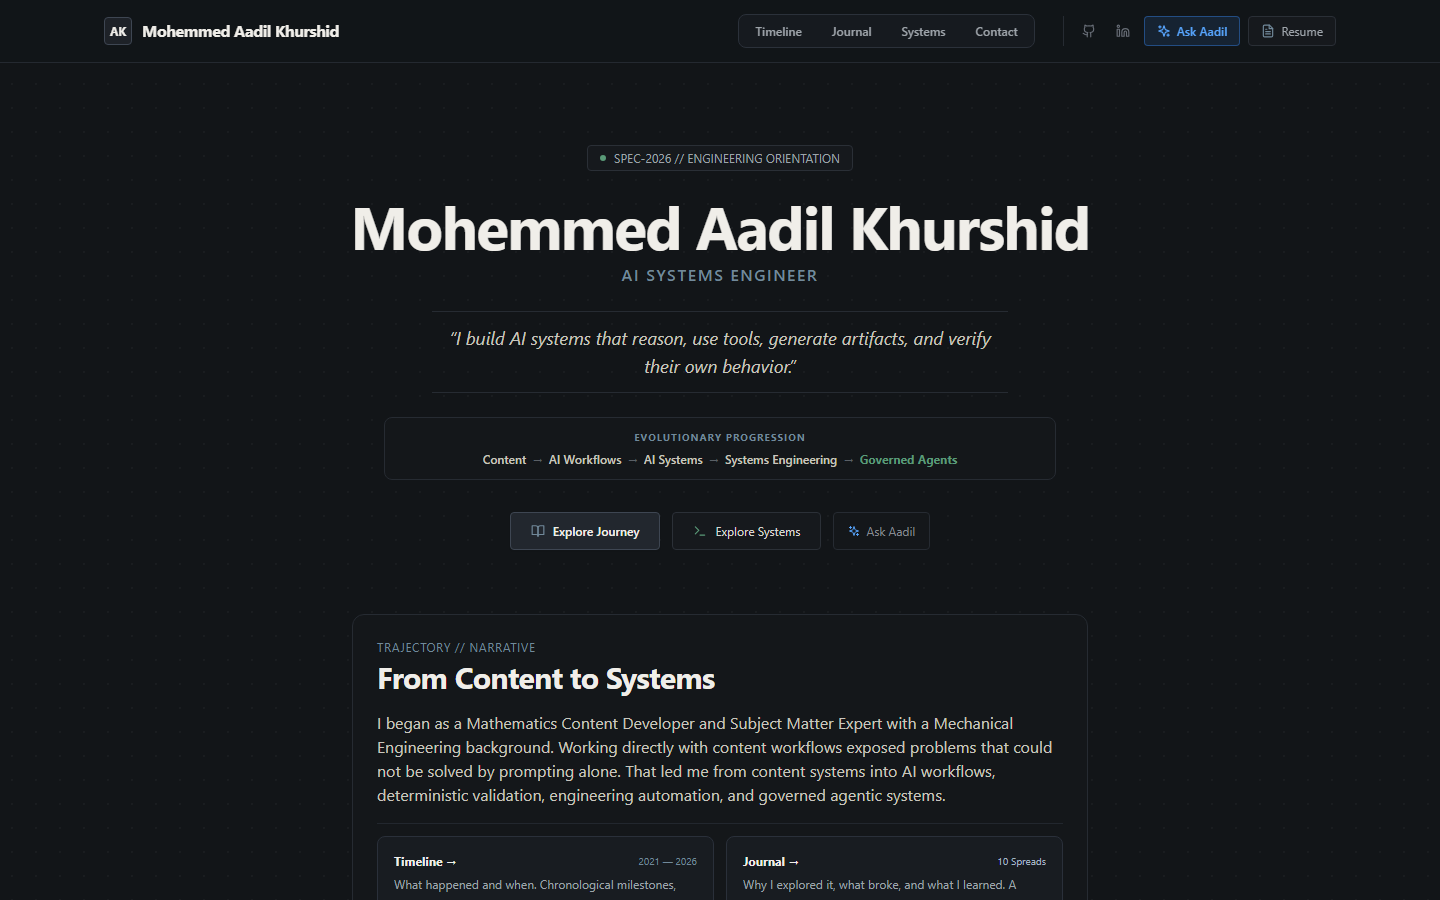 AK Mohemmed Aadil Khurshid Timeline Journal Systems Contact Ask Aadil Resume
SPEC-2026 // ENGINEERING ORIENTATION
Mohemmed Aadil Khurshid
AI SYSTEMS ENGINEER
“I build AI systems that reason, use tools, generate artifacts, and verify
their own behavior.”
EVOLUTIONARY PROGRESSION
Content → AI Workflows → AI Systems → Systems Engineering → Governed Agents
Explore Journey Explore Systems Ask Aadil
TRAJECTORY // NARRATIVE
From Content to Systems
I began as a Mathematics Content Developer and Subject Matter Expert with a Mechanical
Engineering background. Working directly with content workflows exposed problems that could
not be solved by prompting alone. That led me from content systems into AI workflows,
deterministic validation, engineering automation, and governed agentic systems.
Timeline → 2021 — 2026
What happened and when. Chronological milestones,
Journal → 10 Spreads
Why I explored it, what broke, and what I learned. A